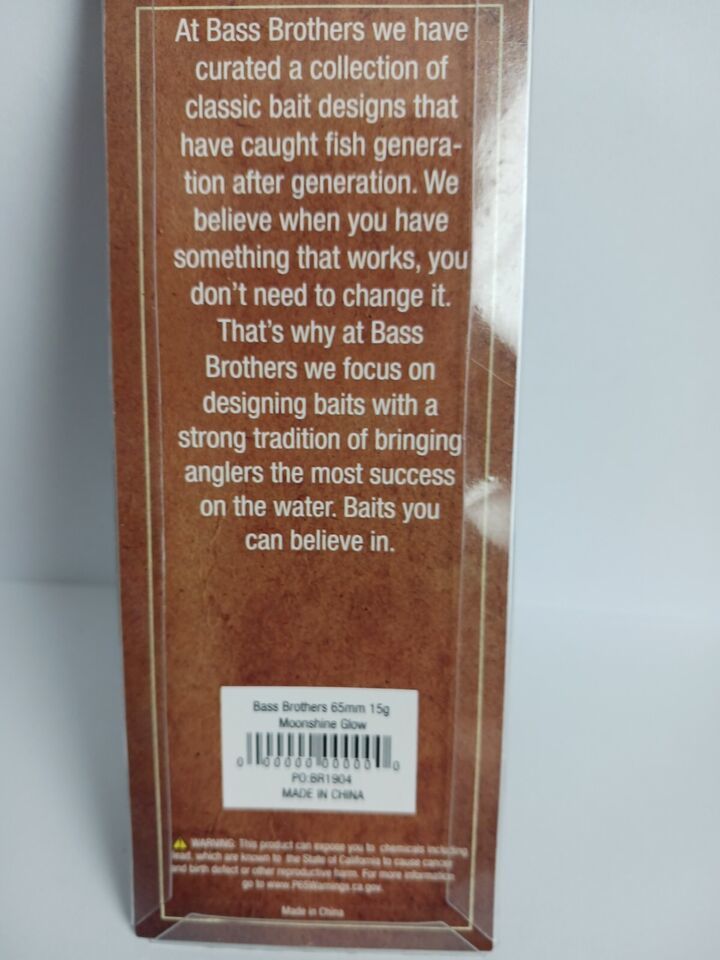 At Bass Brothers we have
curated a collection of
classic bait designs that
have caught fish genera-
tion after generation. We
believe when you have
something that works, you
don't need to change it.
That's why at Bass
Brothers we focus on
designing baits with a
strong tradition of bringing
anglers the most success
on the water. Baits you
can believe in.
Bass Brothers 65mm 15g
Moonshine Glow
0 00000 00000 0
PO:BR1904
MADE IN CHINA
WARNING: This product can expose you to chemicals including
lead, which are known to the State of California to cause cancer
and birth defect or other reproductive harm. For more information
go to www.P65Warnings.ca.gov.
Made in China